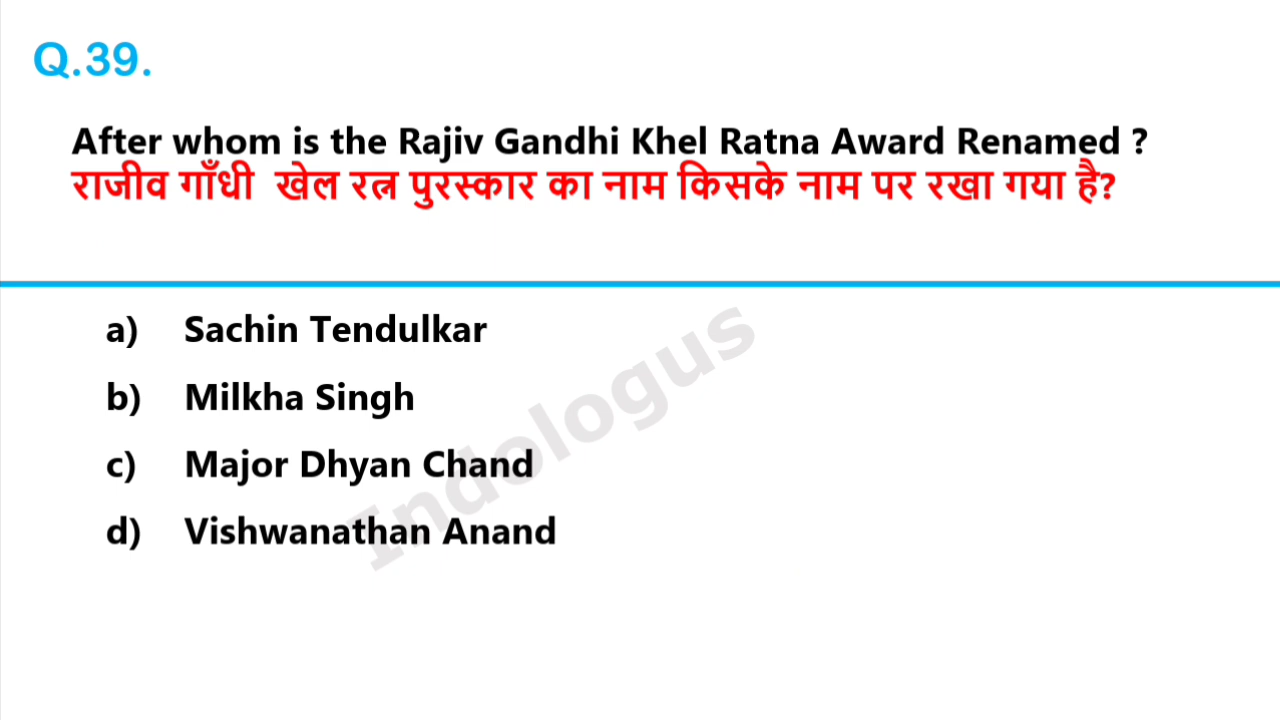 Q.39.
After whom is the Rajiv Gandhi Khel Ratna Award Renamed ?
राजीव गाँधी खेल रत्न पुरस्कार का नाम किसके नाम पर रखा गया है?
a) Sachin Tendulkar
b) Milkha Singh
c) Major Dhyan Chand
d) Vishwanathan Anand
Indologus